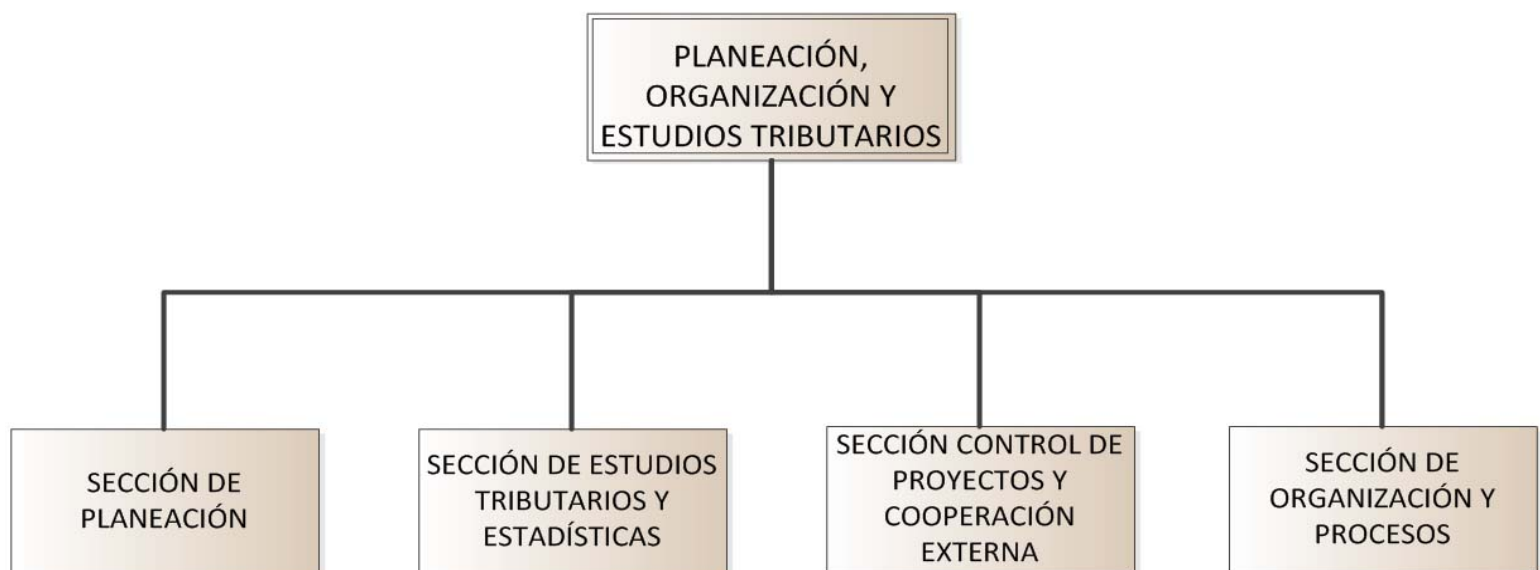 PLANEACIÓN,
ORGANIZACIÓN Y
ESTUDIOS TRIBUTARIOS
SECCIÓN DE
PLANEACIÓN
SECCIÓN DE ESTUDIOS
TRIBUTARIOS Y
ESTADÍSTICAS
SECCIÓN CONTROL DE
PROYECTOS Y
COOPERACIÓN
EXTERNA
SECCIÓN DE
ORGANIZACIÓN Y
PROCESOS